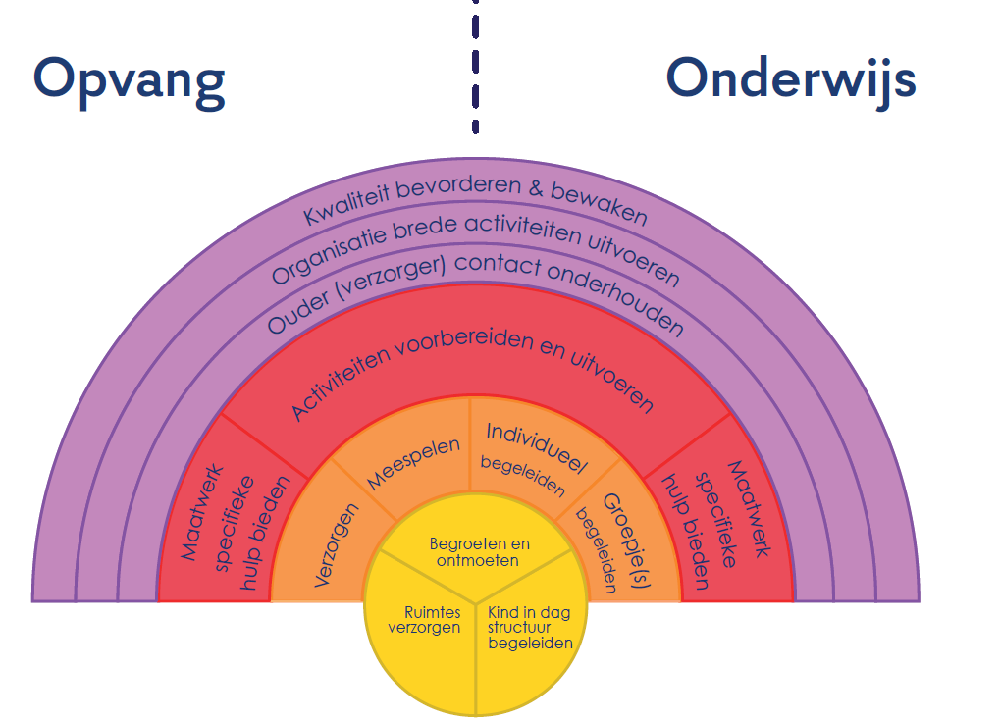 Opvang
Onderwijs
Kwaliteit bevorderen & bewaken
Organisatie brede activiteiten uitvoeren
Ouder (verzorger) contact onderhouden
Activiteiten voorbereiden en uitvoeren
Maatwerk
specifieke
hulp bieden
Verzorgen
Meespelen
Individueel
begeleiden
Groepje(s)
begeleiden
Maatwerk
specifieke
hulp bieden
Begroeten en
ontmoeten
Ruimtes
verzorgen
Kind in dag
structuur
begeleiden